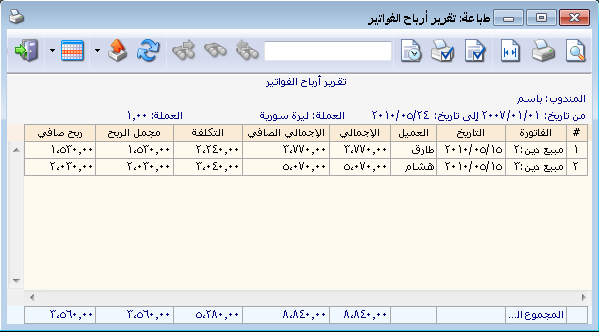 طباعة: تقرير أرباح الفواتير
تقرير أرباح الفواتير
المندوب: باسم
من تاريخ: ٢٠٠٧/٠١/٠١ إلى تاريخ: ٢٠١٠/٠٥/٢٤ العملة: ليرة سورية العملة: ١,٠٠
# الفاتورة التاريخ العميل الإجمالي الإجمالي الصافي التكلفة مجمل الربح ربح صافي
١ مبيع دين:٢ ٢٠١٠/٠٥/١٥ طارق ٣،٧٧٠,٠٠ ٣،٧٧٠,٠٠ ٢،٢٤٠,٠٠ ١،٥٣٠,٠٠ ١،٥٣٠,٠٠
٢ مبيع دين:٣ ٢٠١٠/٠٥/١٥ هشام ٥،٠٧٠,٠٠ ٥،٠٧٠,٠٠ ٣،٠٤٠,٠٠ ٢،٠٣٠,٠٠ ٢،٠٣٠,٠٠
المجموع ال... ٨،٨٤٠,٠٠ ٨،٨٤٠,٠٠ ٥،٢٨٠,٠٠ ٣،٥٦٠,٠٠ ٣،٥٦٠,٠٠